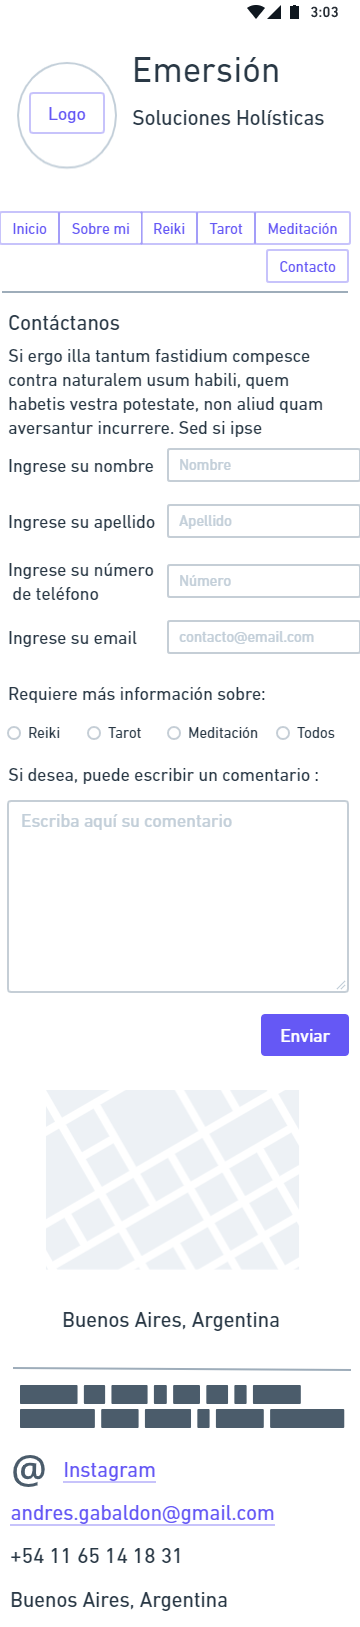 3:03
Emersión
Logo
Soluciones Holísticas
Inicio
Sobre mi
Reiki
Tarot
Meditación
Contacto
Contáctanos
Si ergo illa tantum fastidium compesce
contra naturalem usum habili, quem
habetis vestra potestate, non aliud quam
aversantur incurrere. Sed si ipse
Ingrese su nombre
Nombre
Ingrese su apellido
Apellido
Ingrese su número
de teléfono
Número
Ingrese su email
contacto@email.com
Requiere más información sobre:
Reiki
Tarot
Meditación
Todos
Si desea, puede escribir un comentario :
Escriba aquí su comentario
Enviar
Buenos Aires, Argentina
@ Instagram
andres.gabaldon@gmail.com
+54 11 65 14 18 31
Buenos Aires, Argentina